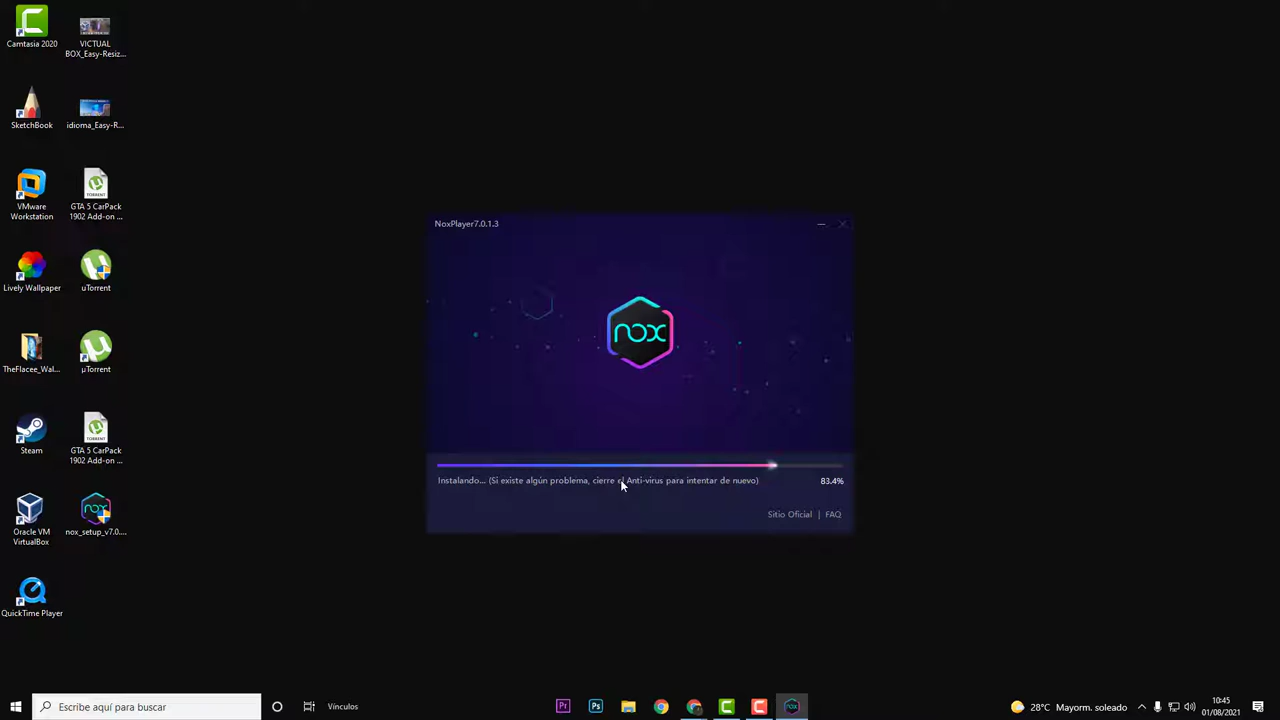 Camtasia 2020
VICTUAL
BOX_Easy-Resiz...
SketchBook
idioma_Easy-R...
VMware
Workstation
GTA 5 CarPack
1902 Add-on ...
Lively Wallpaper
uTorrent
TheFlacee_Wal...
µTorrent
Steam
GTA 5 CarPack
1902 Add-on ...
Oracle VM
VirtualBox
nox_setup_v7.0....
QuickTime Player
NoxPlayer7.0.1.3
nox
Instalando... (Si existe algún problema, cierre el Anti-virus para intentar de nuevo)
83.4%
Sitio Oficial | FAQ
Escribe aquí para buscar
Vínculos
28°C Mayorm. soleado
10:45
01/08/2021